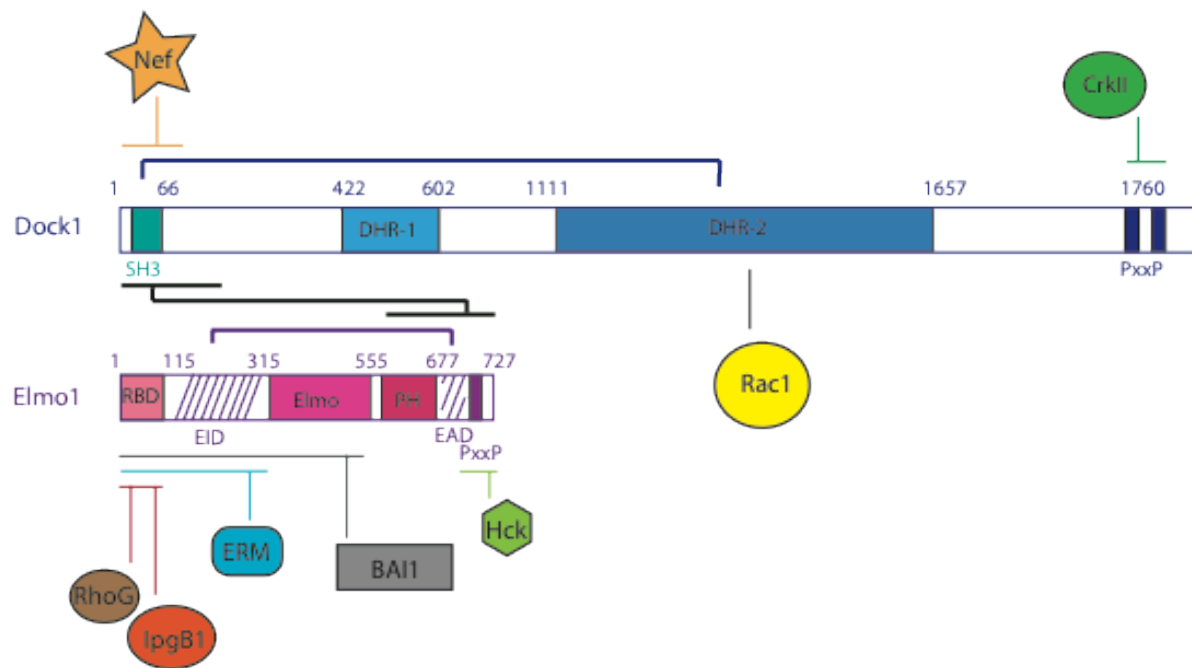 Nef
CrkII
1 66 422 602 1111 1657 1760
Dock1
DHR-1
DHR-2
SH3
PxxP
1 115 315 555 677 727
Elmo1
RBD
Elmo
PH
EID
EAD
PxxP
Rac1
Hck
ERM
BAI1
RhoG
IpgB1